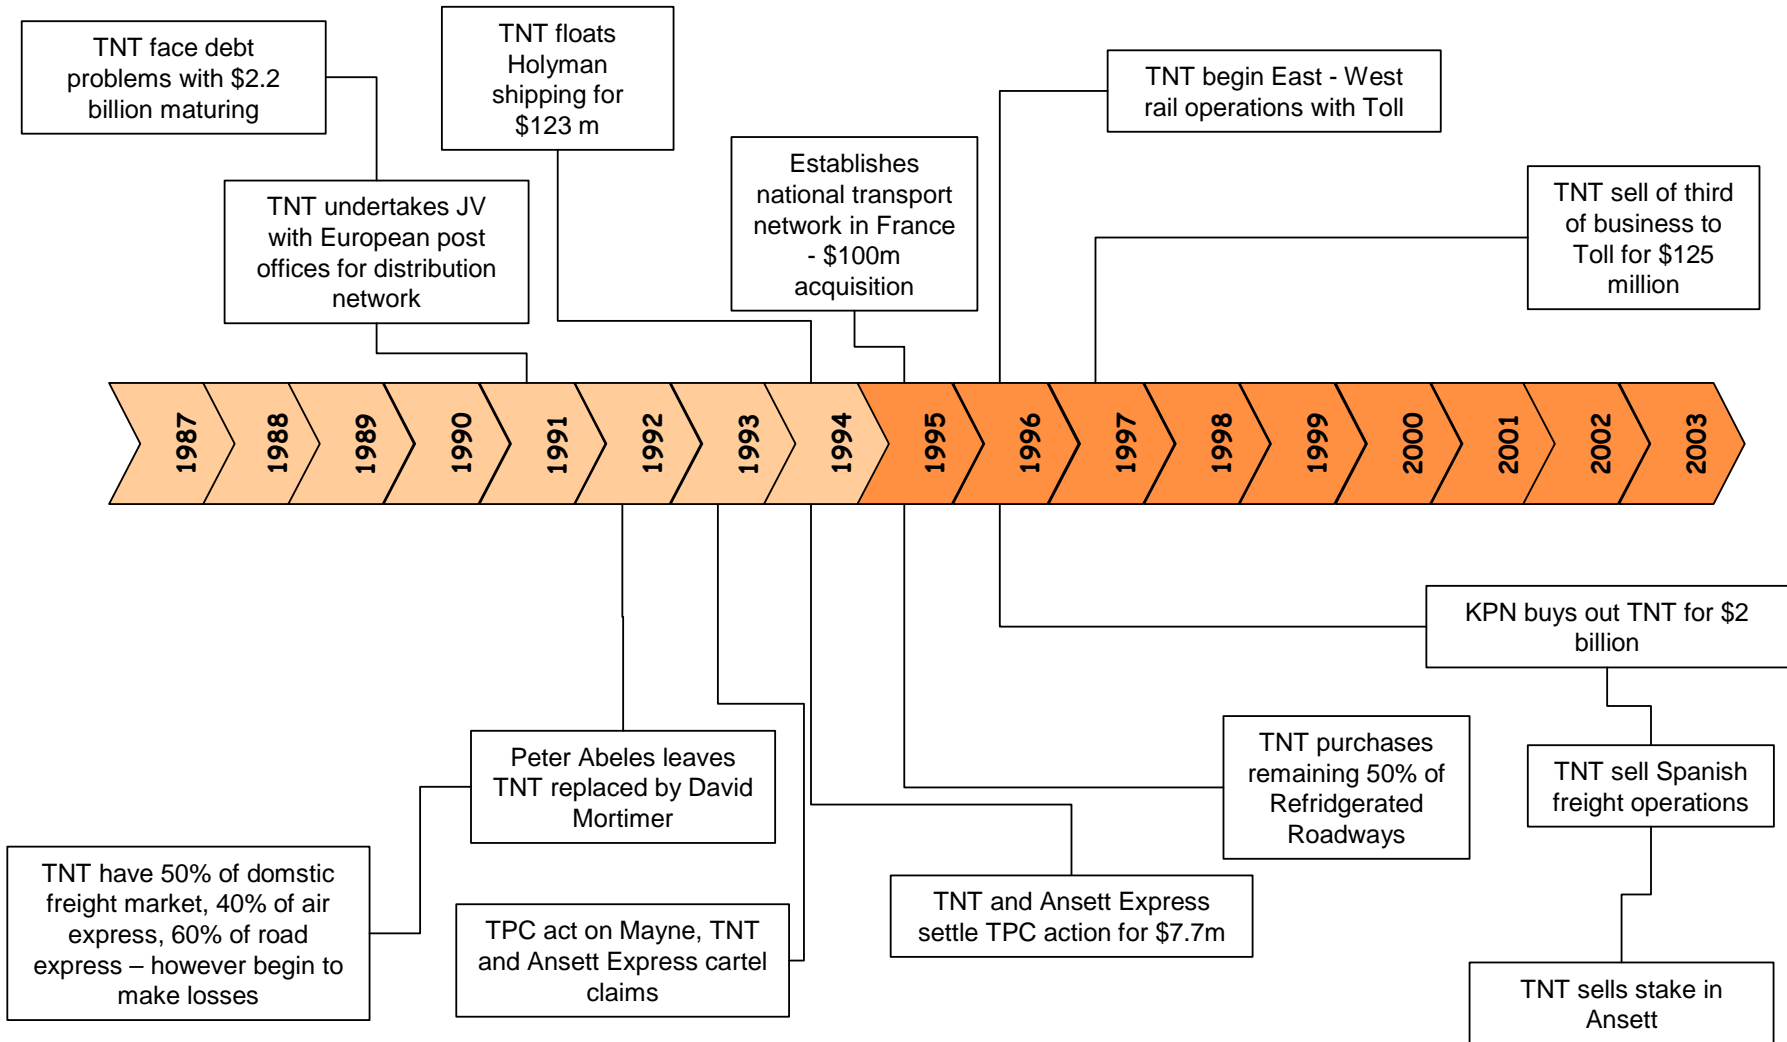 TNT face debt
problems with $2.2
billion maturing
TNT floats
Holyman
shipping for
$123 m
TNT begin East - West
rail operations with Toll
Establishes
national transport
network in France
- $100m
acquisition
TNT undertakes JV
with European post
offices for distribution
network
TNT sell of third
of business to
Toll for $125
million
1987
1988
1989
1990
1991
1992
1993
1994
1995
1996
1997
1998
1999
2000
2001
2002
2003
KPN buys out TNT for $2
billion
Peter Abeles leaves
TNT replaced by David
Mortimer
TNT purchases
remaining 50% of
Refridgerated
Roadways
TNT sell Spanish
freight operations
TNT have 50% of domstic
freight market, 40% of air
express, 60% of road
express – however begin to
make losses
TPC act on Mayne, TNT
and Ansett Express cartel
claims
TNT and Ansett Express
settle TPC action for $7.7m
TNT sells stake in
Ansett